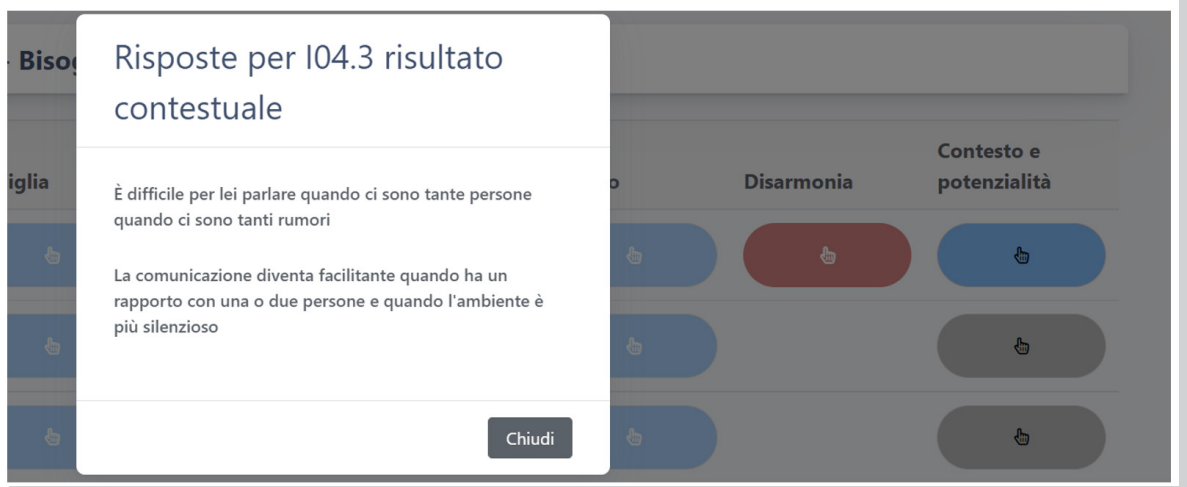 Bisog
Risposte per I04.3 risultato
contestuale
iglia
È difficile per lei parlare quando ci sono tante persone
quando ci sono tanti rumori
La comunicazione diventa facilitante quando ha un
rapporto con una o due persone e quando l'ambiente è
più silenzioso
o
Disarmonia
Contesto e
potenzialità
Chiudi